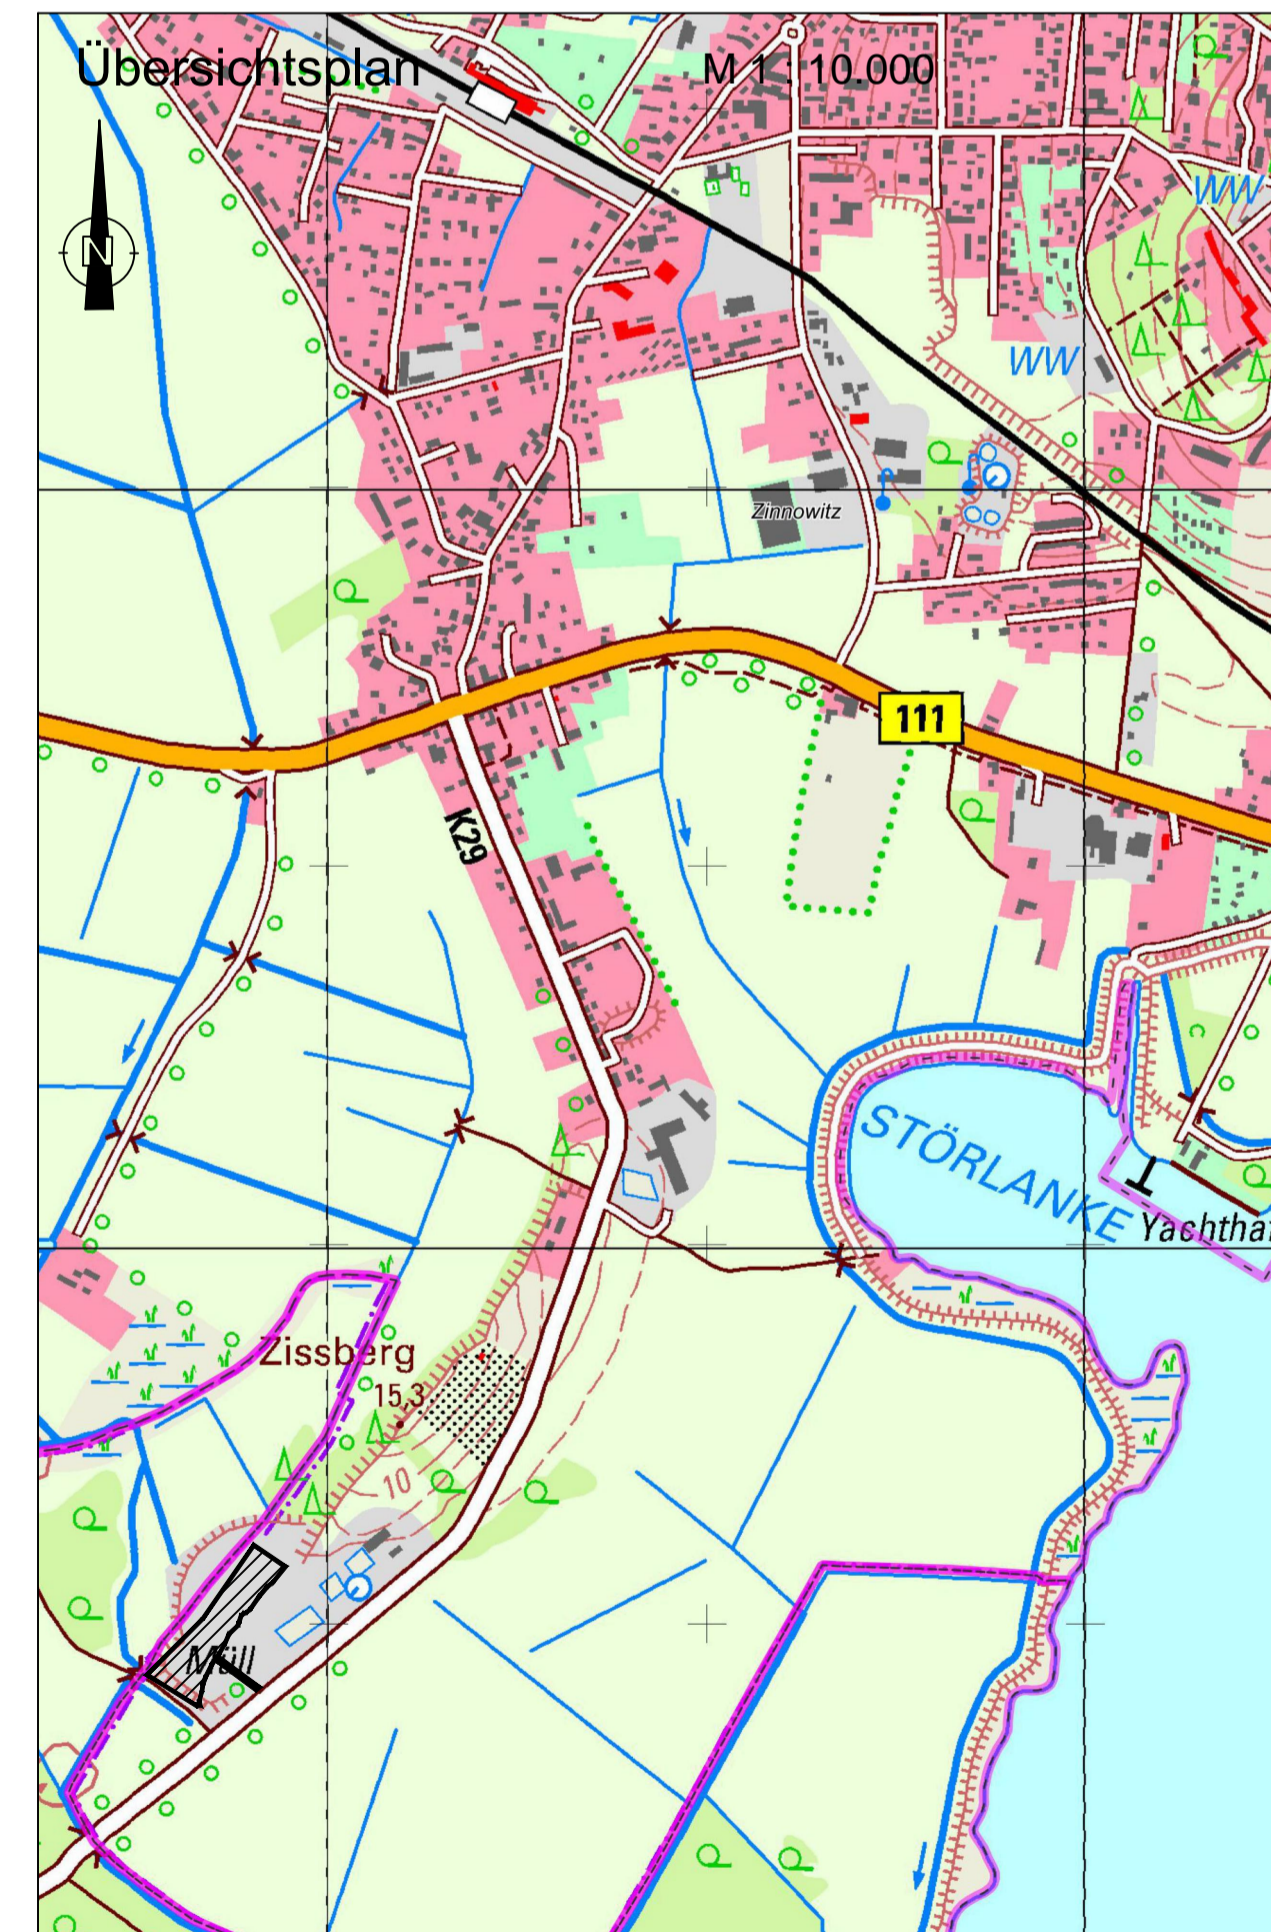 Übersichtsplan M 1 : 10.000
N
WW
WW
Zinnowitz
111
K29
STÖRLANKE
Yachtha
Zissberg
15,3
10
Müll